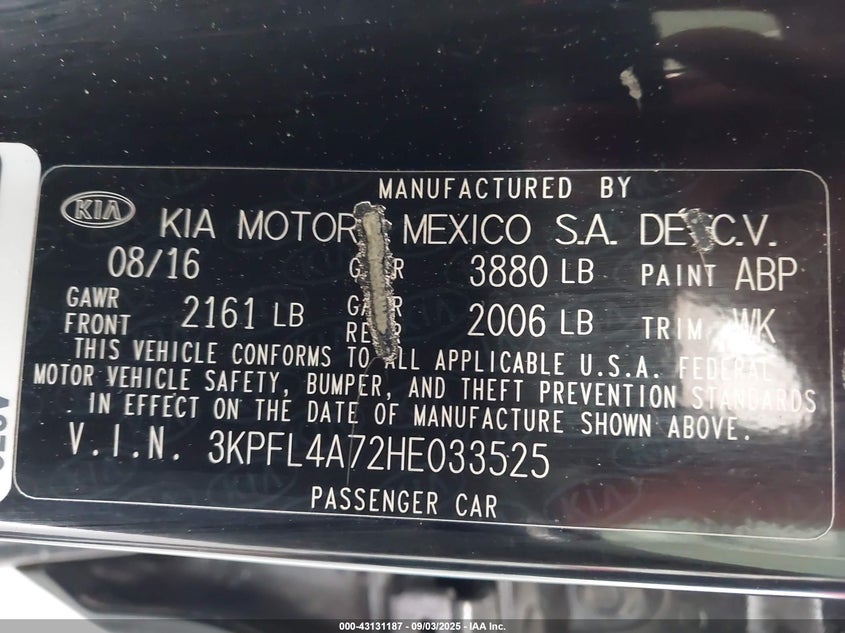 MANUFACTURED BY
KIA KIA MOTOR MEXICO S.A. DE C.V.
08/16 3880 LB PAINT ABP
GAWR FRONT 2161 LB 2006 LB TRIM WK
THIS VEHICLE CONFORMS TO ALL APPLICABLE U.S.A. FEDERAL
MOTOR VEHICLE SAFETY, BUMPER, AND THEFT PREVENTION STANDARDS
IN EFFECT ON THE DATE OF MANUFACTURE SHOWN ABOVE.
V.I.N. 3KPFL4A72HE033525
PASSENGER CAR
000-43131187 - 09/03/2025 - IAA Inc.